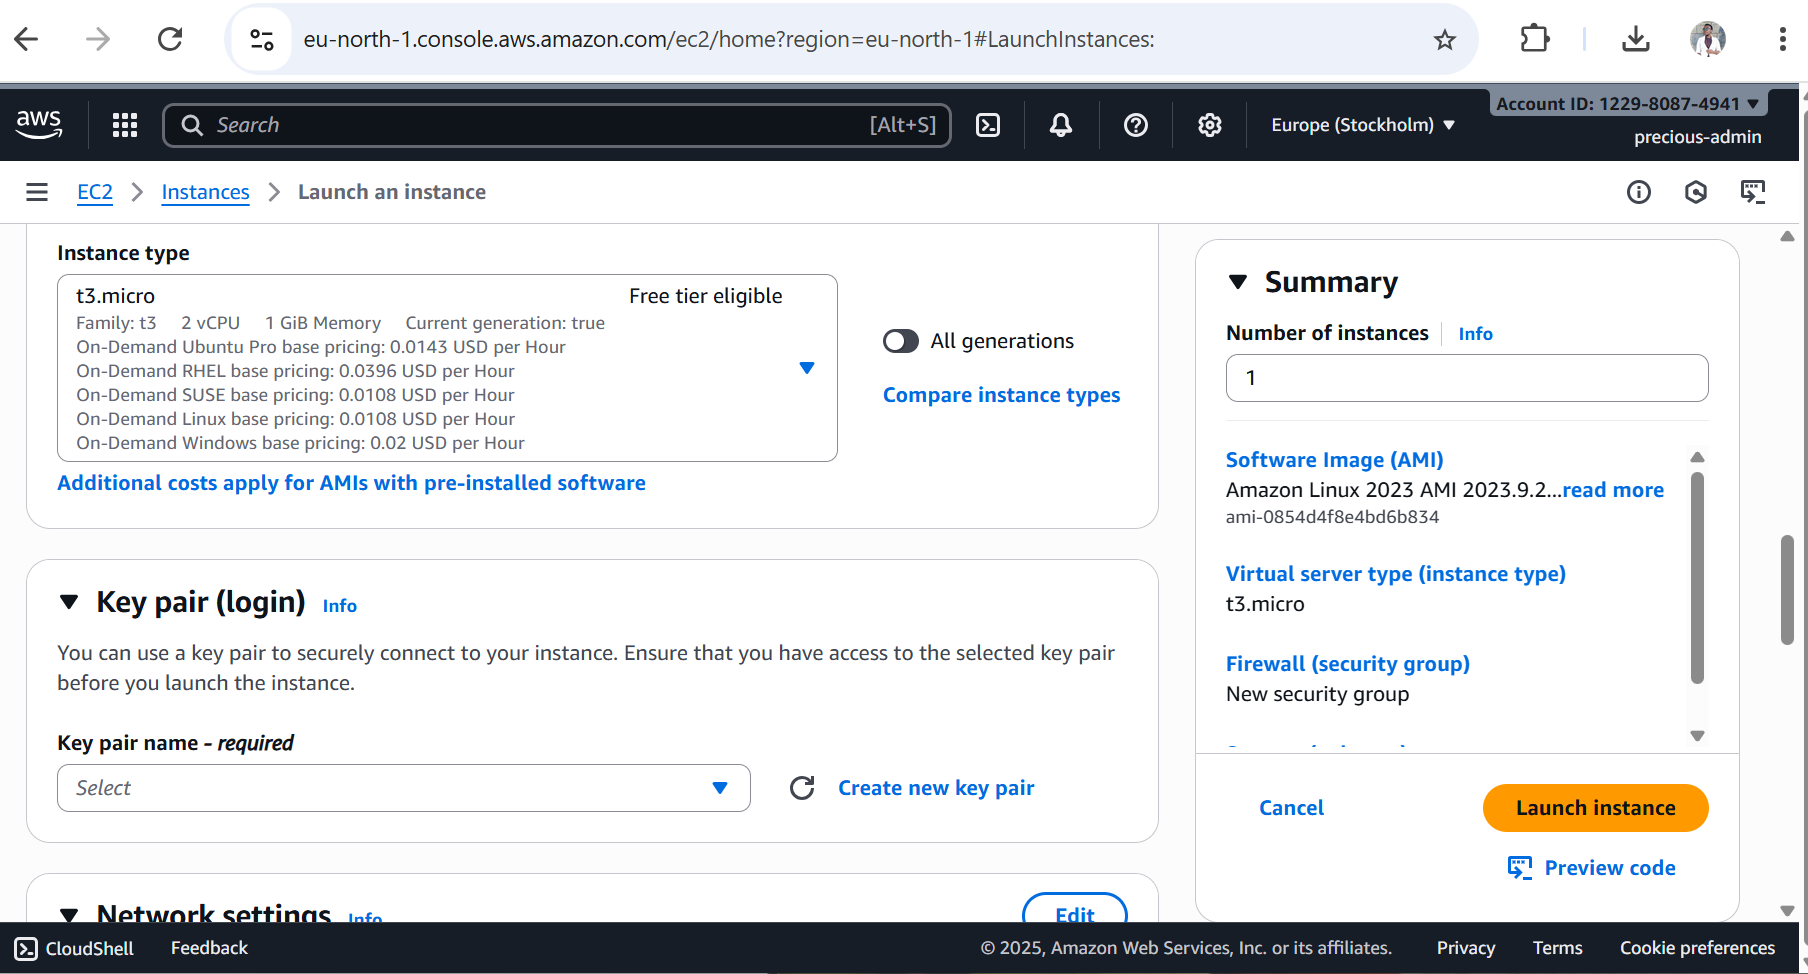 eu-north-1.console.aws.amazon.com/ec2/home?region=eu-north-1#LaunchInstances:
aws
Search
[Alt+S]
Europe (Stockholm)
Account ID: 1229-8087-4941
precious-admin
EC2
Instances
Launch an instance
Instance type
t3.micro
Free tier eligible
Family: t3 2 vCPU 1 GiB Memory Current generation: true
On-Demand Ubuntu Pro base pricing: 0.0143 USD per Hour
On-Demand RHEL base pricing: 0.0396 USD per Hour
On-Demand SUSE base pricing: 0.0108 USD per Hour
On-Demand Linux base pricing: 0.0108 USD per Hour
On-Demand Windows base pricing: 0.02 USD per Hour
All generations
Compare instance types
Additional costs apply for AMIs with pre-installed software
Key pair (login) Info
You can use a key pair to securely connect to your instance. Ensure that you have access to the selected key pair
before you launch the instance.
Key pair name - required
Select
Create new key pair
Network settings Info
Edit
Summary
Number of instances
Info
1
Software Image (AMI)
Amazon Linux 2023 AMI 2023.9.2...read more
ami-0854d4f8e4bd6b834
Virtual server type (instance type)
t3.micro
Firewall (security group)
New security group
Cancel
Launch instance
Preview code
CloudShell
Feedback
© 2025, Amazon Web Services, Inc. or its affiliates.
Privacy
Terms
Cookie preferences